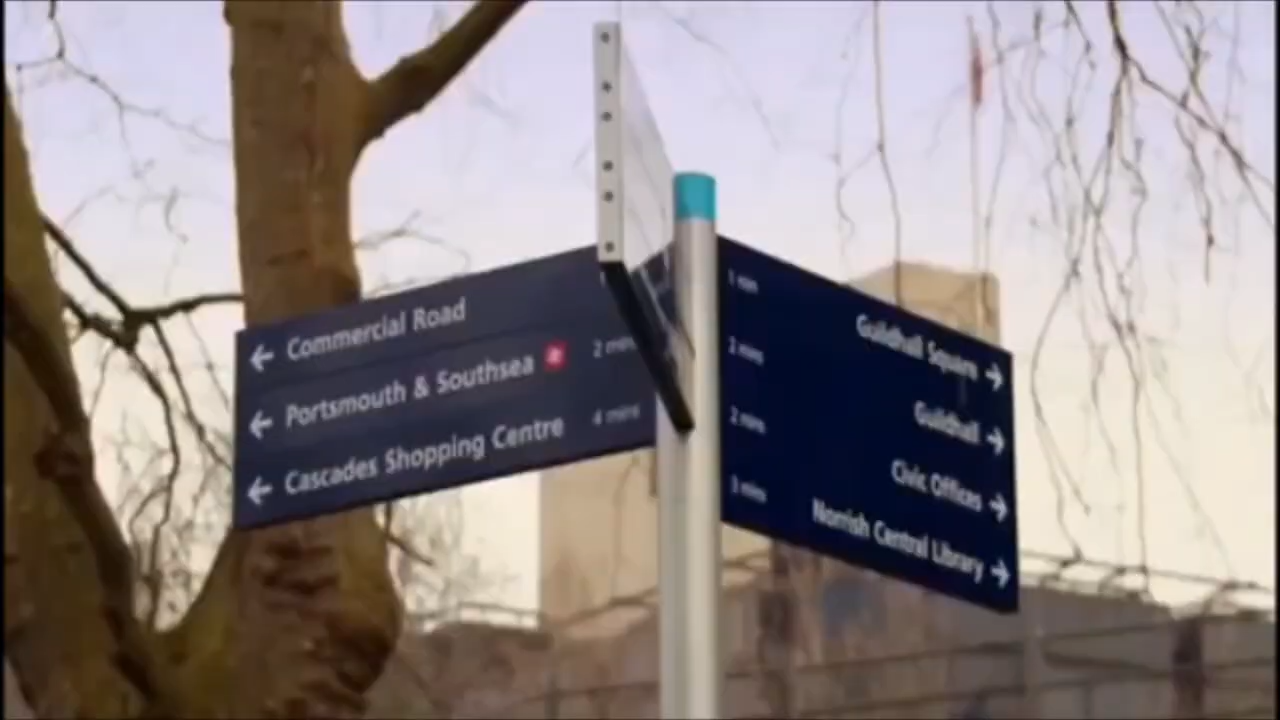 ← Commercial Road
← Portsmouth & Southsea 2 mins
← Cascades Shopping Centre 4 mins
1 min Guildhall Square →
2 mins Guildhall →
2 mins Civic Offices →
3 mins Norrish Central Library →